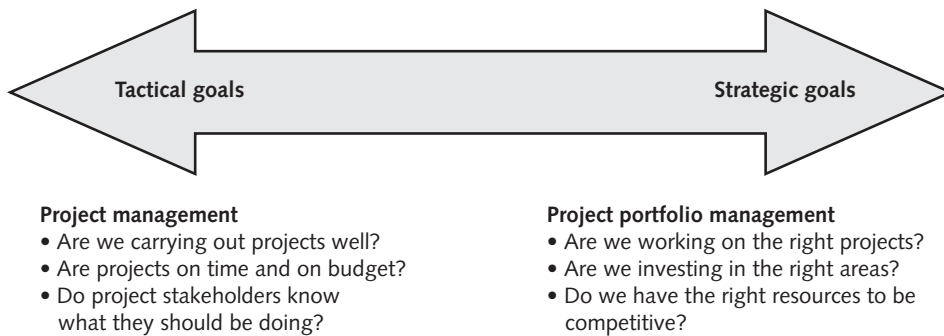 Tactical goals
Strategic goals
Project management
• Are we carrying out projects well?
• Are projects on time and on budget?
• Do project stakeholders know
what they should be doing?
Project portfolio management
• Are we working on the right projects?
• Are we investing in the right areas?
• Do we have the right resources to be
competitive?